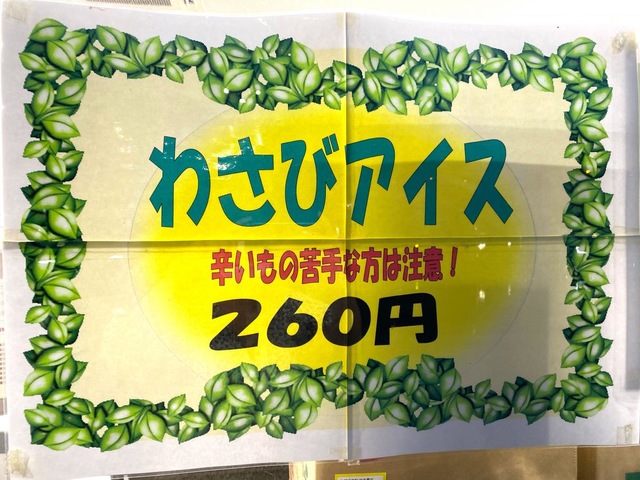 わさびアイス
辛いもの苦手な方は注意！
260円